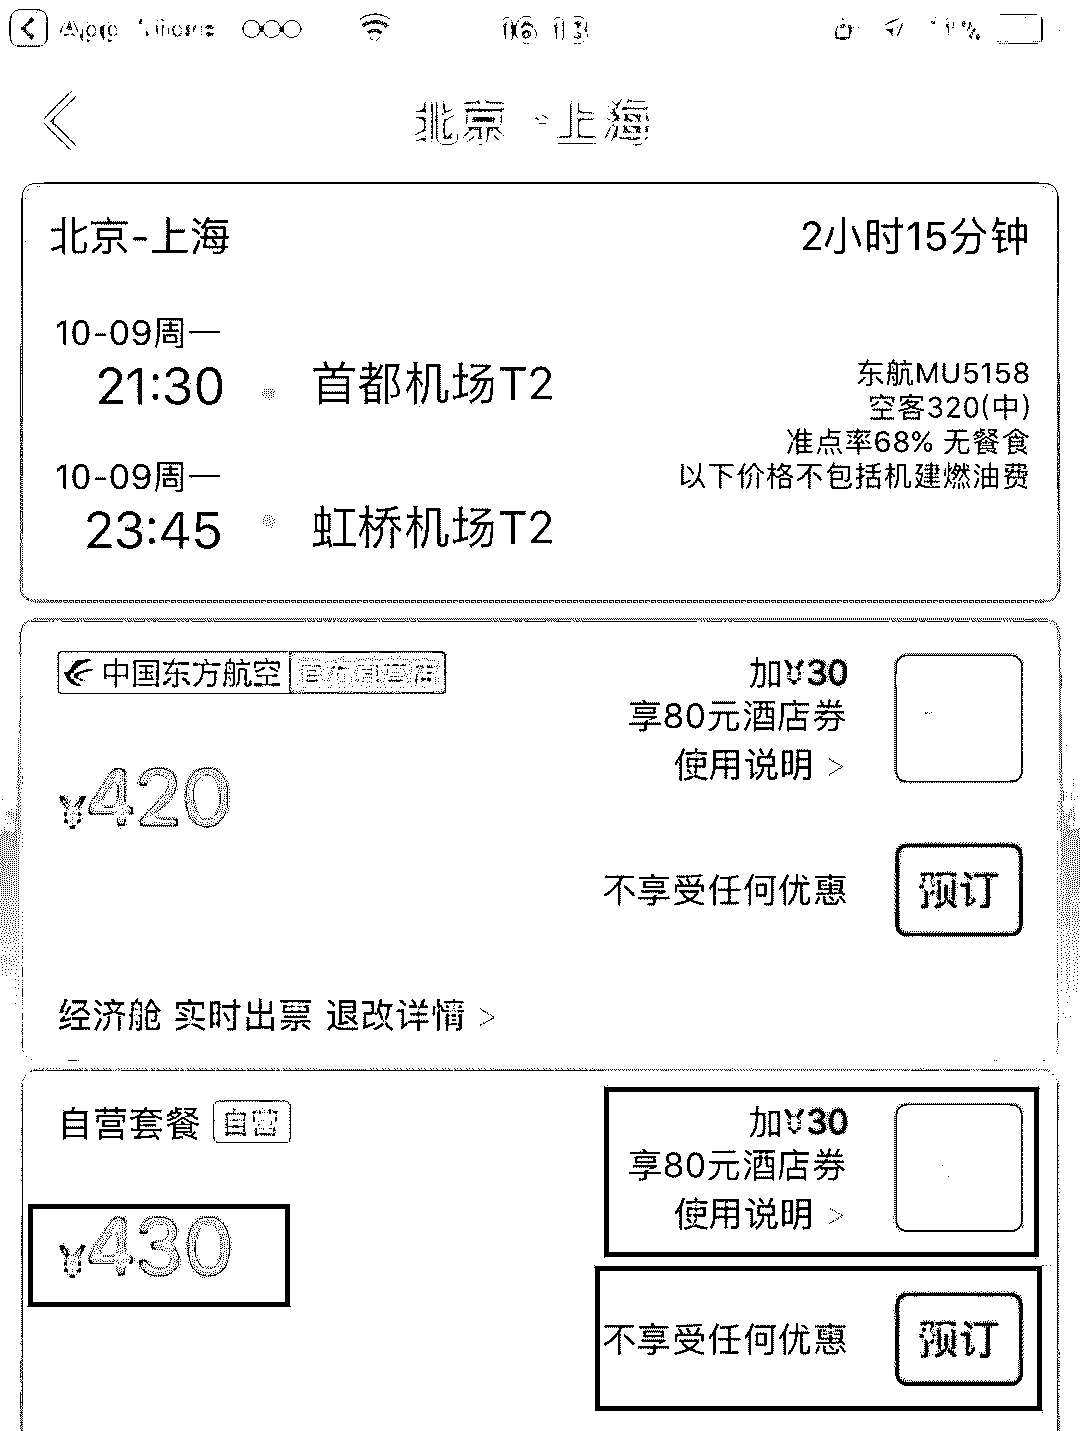 16:13
北京-上海
北京-上海
2小时15分钟
10-09周一
21:30 首都机场T2
10-09周一
23:45 虹桥机场T2
东航MU5158
空客320(中)
准点率68% 无餐食
以下价格不包括机建燃油费
中国东方航空
¥420
加¥30
享80元酒店券
使用说明 >
不享受任何优惠
预订
经济舱 实时出票 退改详情 >
自营套餐 自营
¥430
加¥30
享80元酒店券
使用说明 >
不享受任何优惠
预订